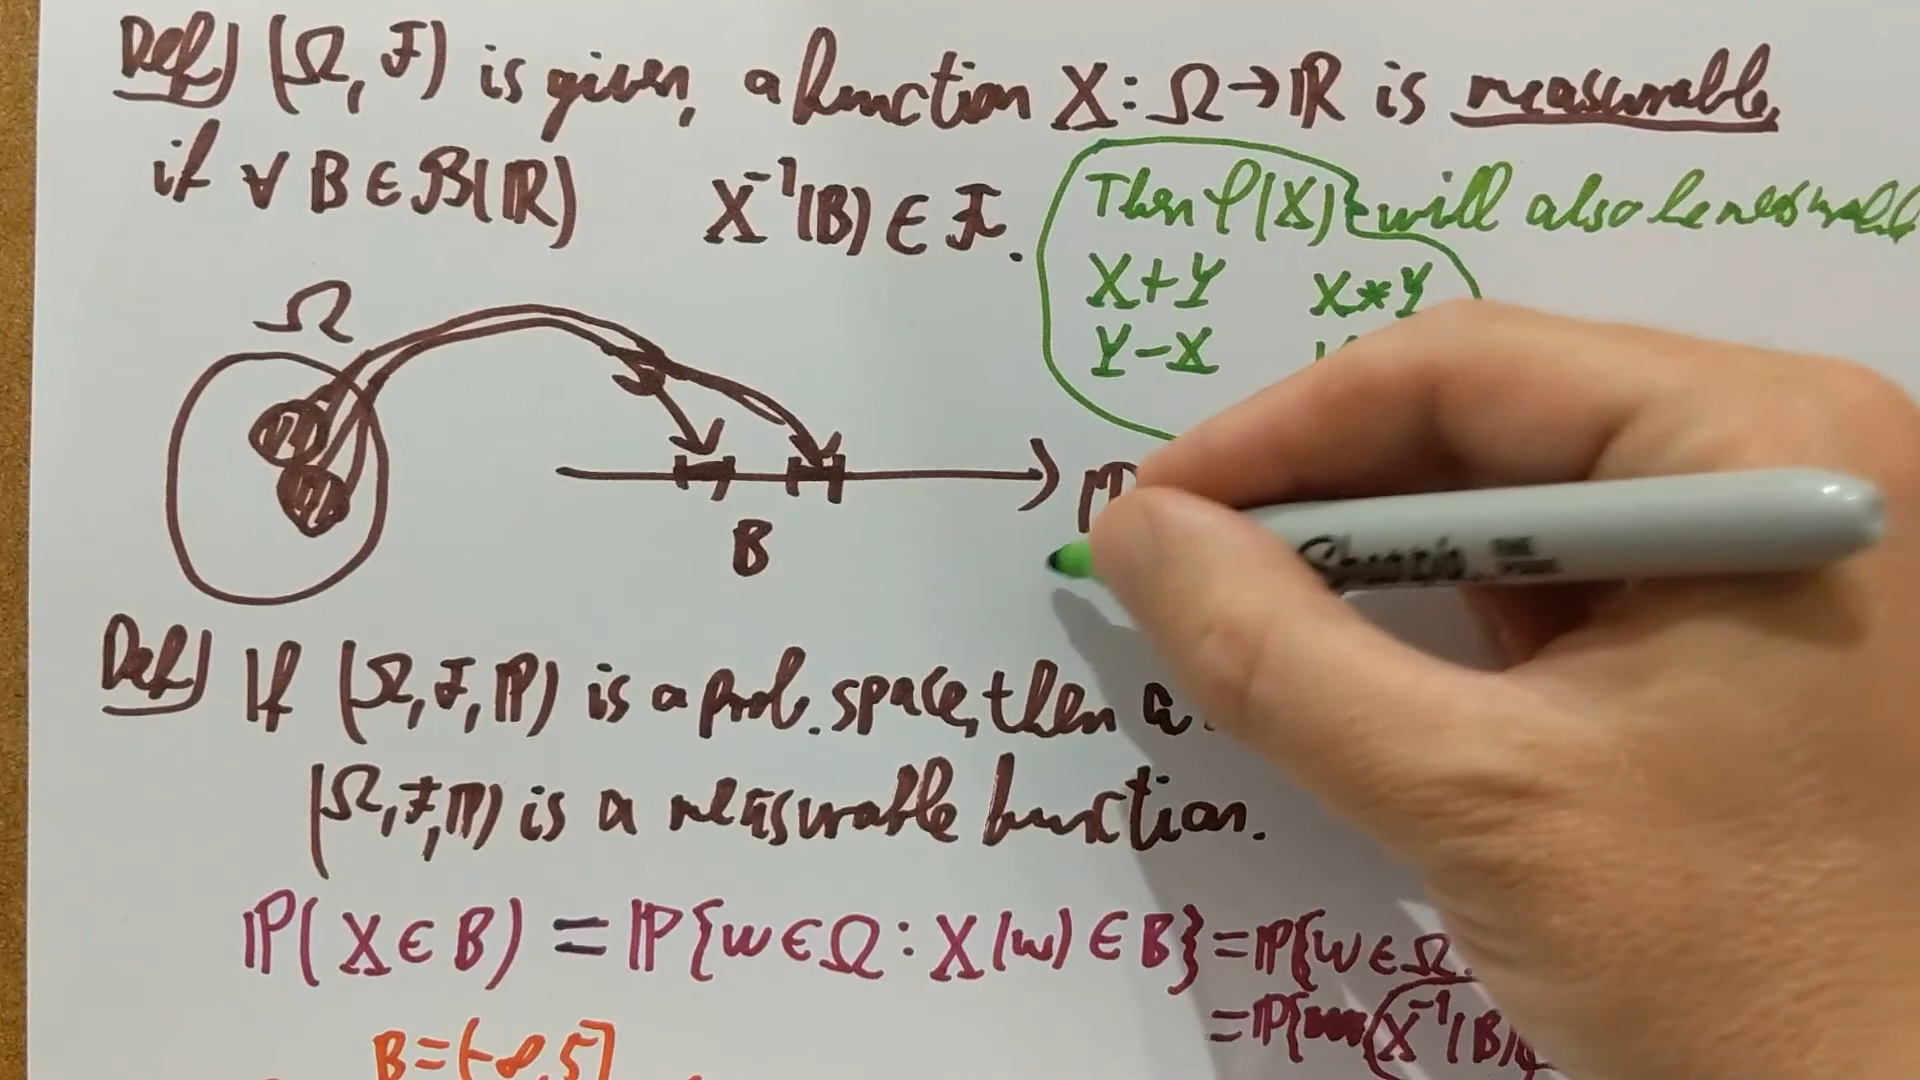 Def) (Ω, F) is given, a function X: Ω→ℝ is measurable,
if ∀ B ∈ B(ℝ) X⁻¹(B) ∈ F.
Then φ(X) will also be measurable
X+Y X*Y
Y−X
Ω
B
Def) If (Ω, F, ℙ) is a prob. space, then a
(Ω, F, ℙ) is a measurable function.
ℙ(X∈B) = ℙ{w∈Ω: X(w)∈B} = ℙ{w∈Ω
= ℙ{ X⁻¹(B)
B=(-∞,5]
Sharpie